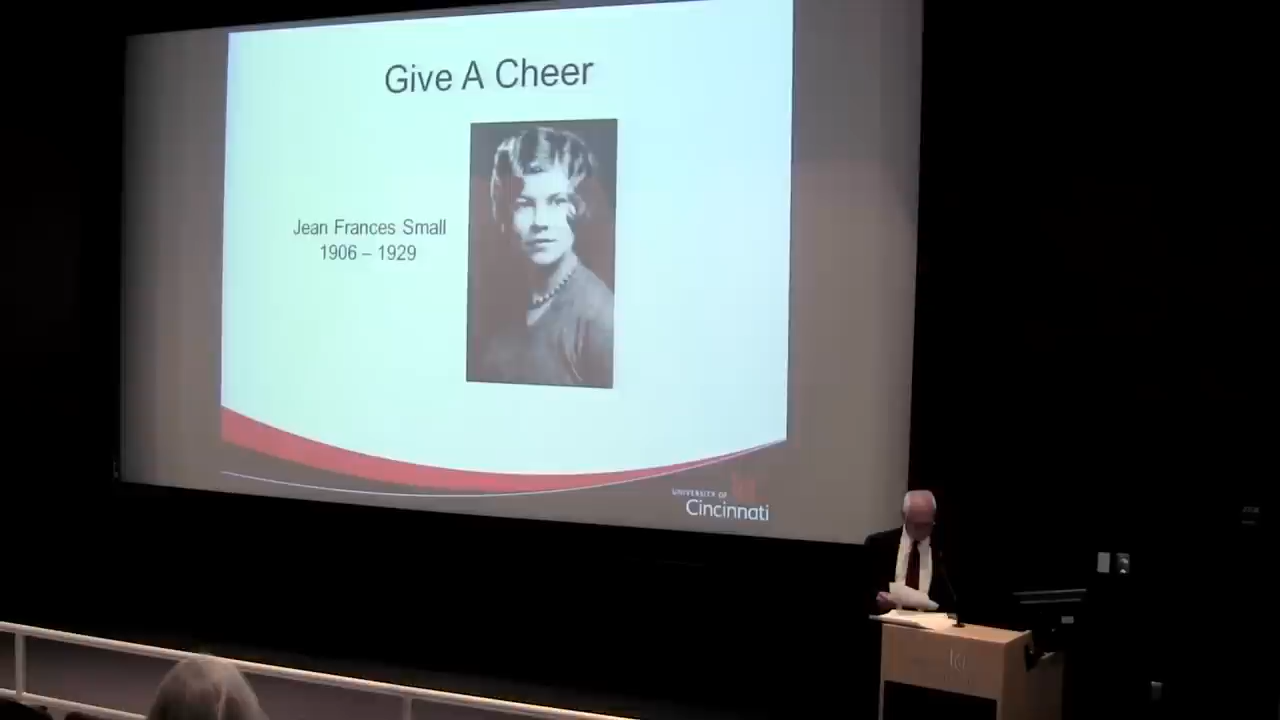 Give A Cheer
Jean Frances Small
1906 – 1929
UNIVERSITY OF
Cincinnati